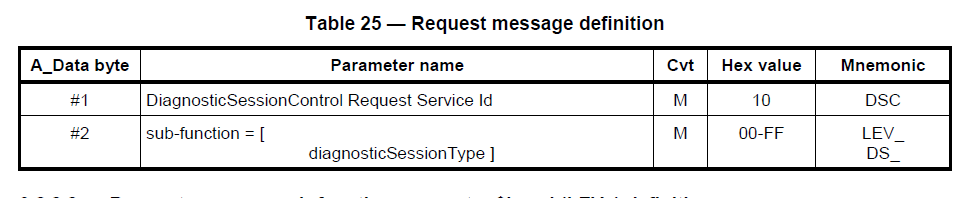 Table 25 — Request message definition
A_Data byte Parameter name Cvt Hex value Mnemonic
#1 DiagnosticSessionControl Request Service Id M 10 DSC
#2 sub-function = [ M 00-FF LEV_
diagnosticSessionType ] DS_